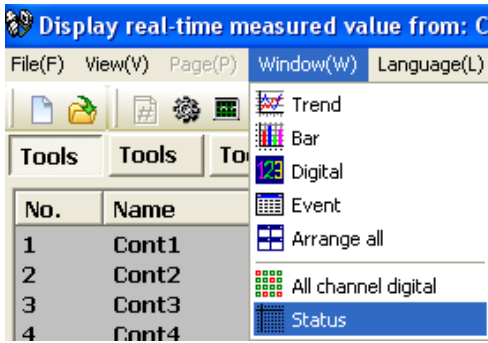 Display real-time measured value from: C
File(F) View(V) Page(P) Window(W) Language(L)
Trend
Bar
123 Digital
Event
Arrange all
All channel digital
Status
Tools Tools To
No. Name
1 Cont1
2 Cont2
3 Cont3
4 Cont4